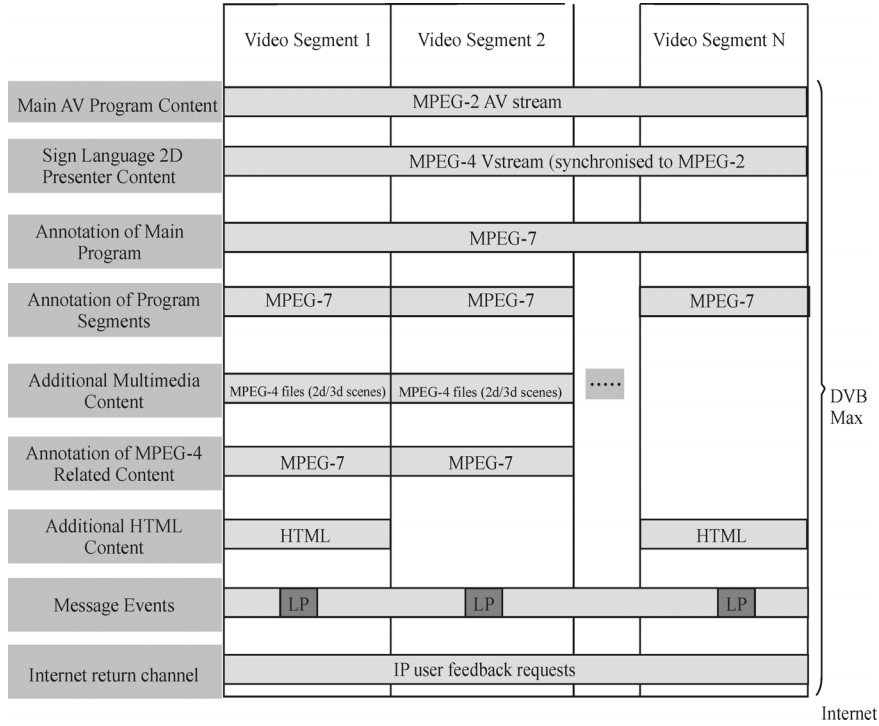 Video Segment 1
Video Segment 2
Video Segment N
Main AV Program Content
MPEG-2 AV stream
Sign Language 2D
Presenter Content
MPEG-4 Vstream (synchronised to MPEG-2
Annotation of Main
Program
MPEG-7
Annotation of Program
Segments
MPEG-7
MPEG-7
MPEG-7
Additional Multimedia
Content
MPEG-4 files (2d/3d scenes)
MPEG-4 files (2d/3d scenes)
.....
DVB
Max
Annotation of MPEG-4
Related Content
MPEG-7
MPEG-7
Additional HTML
Content
HTML
HTML
Message Events
LP
LP
LP
Internet return channel
IP user feedback requests
Internet